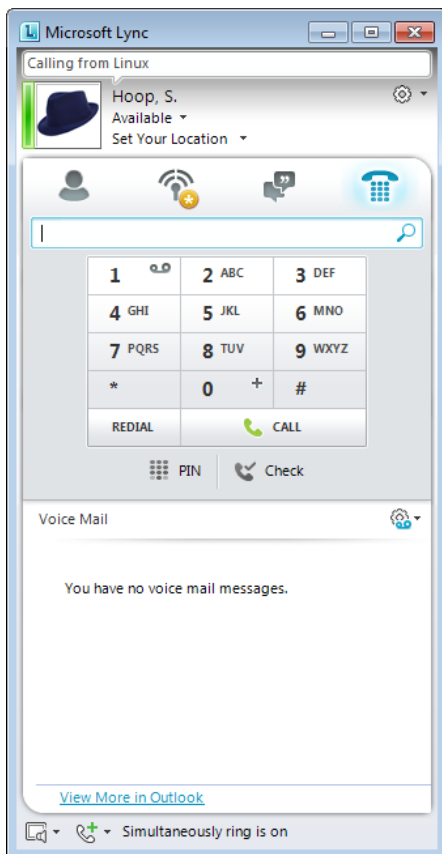 Microsoft Lync
Calling from Linux
Hoop, S.
Available
Set Your Location
1 2 ABC 3 DEF
4 GHI 5 JKL 6 MNO
7 PQRS 8 TUV 9 WXYZ
* 0 + #
REDIAL CALL
PIN Check
Voice Mail
You have no voice mail messages.
View More in Outlook
Simultaneously ring is on